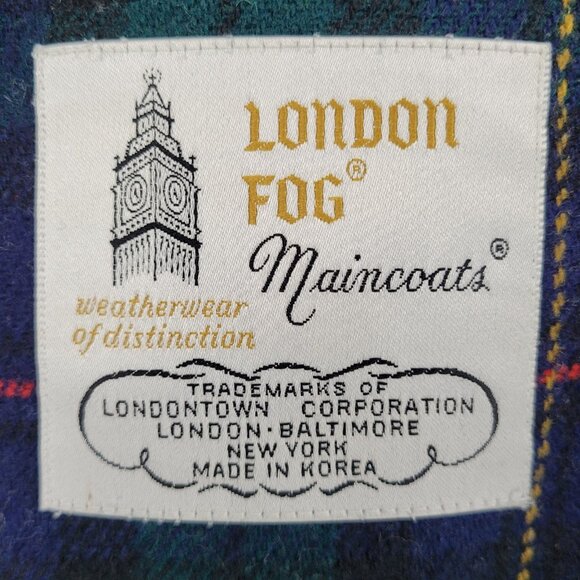 LONDON
FOG®
Maincoats®
weatherwear
of distinction
TRADEMARKS OF
LONDONTOWN CORPORATION
LONDON·BALTIMORE
NEW YORK
MADE IN KOREA